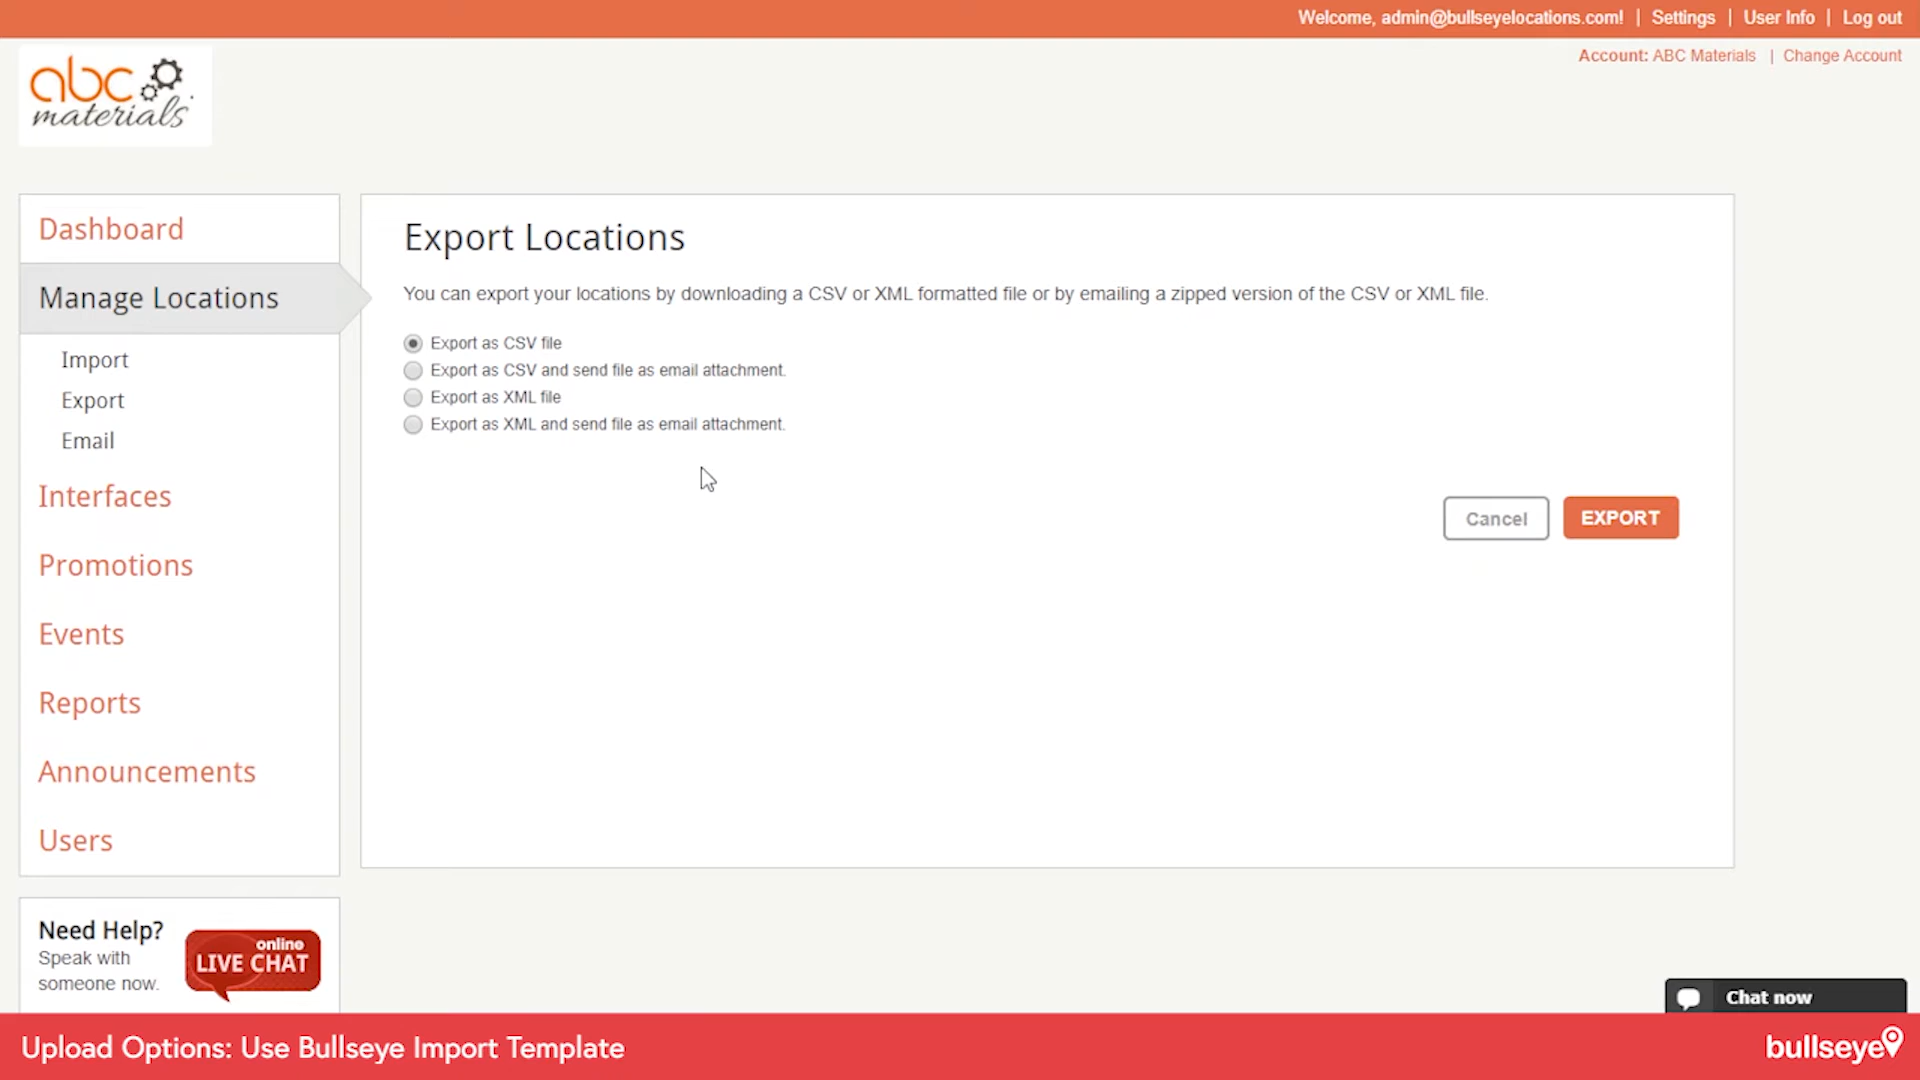 Welcome, admin@bullseyelocations.com! | Settings | User Info | Log out
Account: ABC Materials | Change Account
abc
materials
Dashboard
Manage Locations
Import
Export
Email
Interfaces
Promotions
Events
Reports
Announcements
Users
Export Locations
You can export your locations by downloading a CSV or XML formatted file or by emailing a zipped version of the CSV or XML file.
Export as CSV file
Export as CSV and send file as email attachment.
Export as XML file
Export as XML and send file as email attachment.
Cancel
EXPORT
Need Help?
Speak with
someone now.
online
LIVE CHAT
Chat now
Upload Options: Use Bullseye Import Template
bullseye